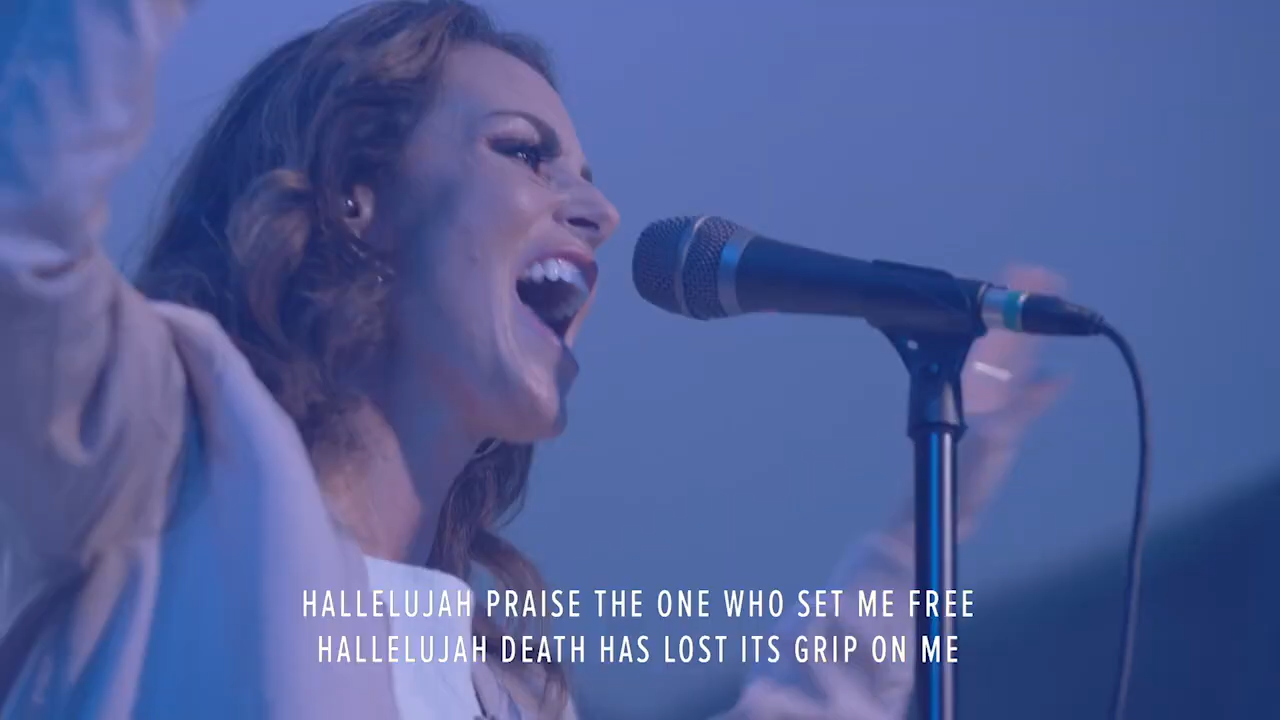 HALLELUJAH PRAISE THE ONE WHO SET ME FREE
HALLELUJAH DEATH HAS LOST ITS GRIP ON ME